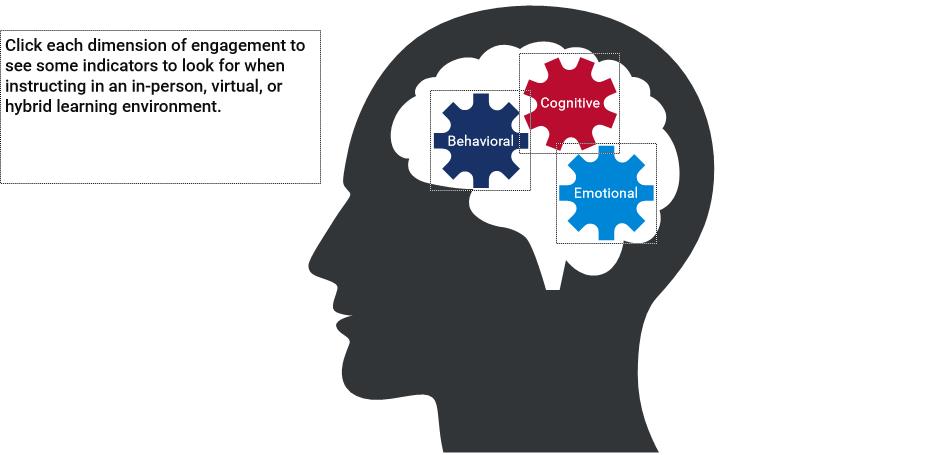 Click each dimension of engagement to
see some indicators to look for when
instructing in an in-person, virtual, or
hybrid learning environment.
Cognitive
Behavioral
Emotional